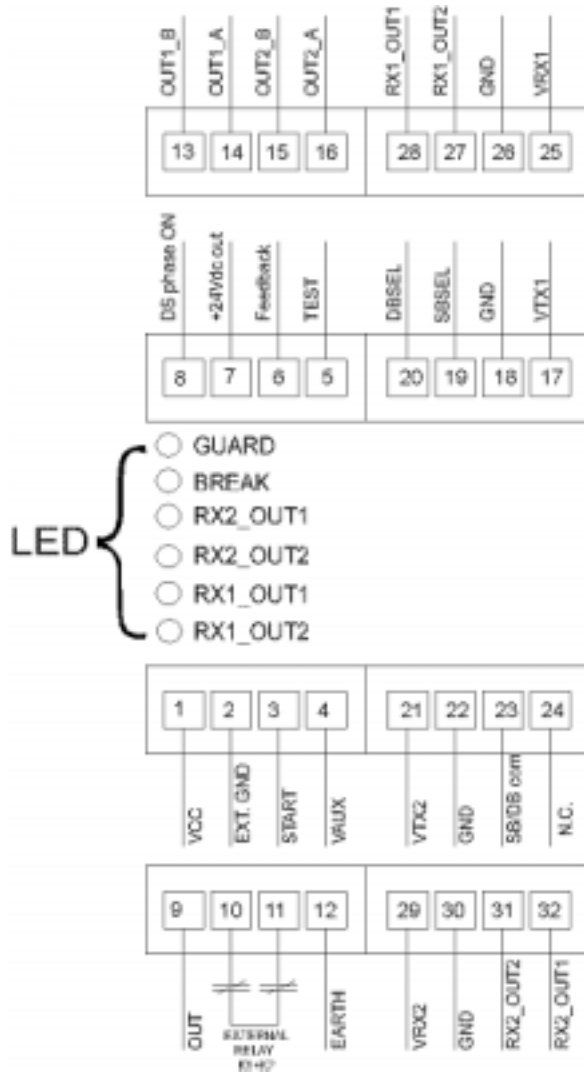 OUT1_B OUT1_A OUT2_B OUT2_A RX1_OUT1 RX1_OUT2 GND VRX1
13 14 15 16 28 27 26 25
DS phase ON +24Vdc out Feedback TEST DBSEL SBSEL GND VTX1
8 7 6 5 20 19 18 17
LED
GUARD
BREAK
RX2_OUT1
RX2_OUT2
RX1_OUT1
RX1_OUT2
1 2 3 4 21 22 23 24
VCC EXT. GND START VAUX VTX2 GND SB/DB com N.C.
9 10 11 12 29 30 31 32
OUT EARTH VRX2 GND RX2_OUT2 RX2_OUT1
EXTERNAL
RELAY